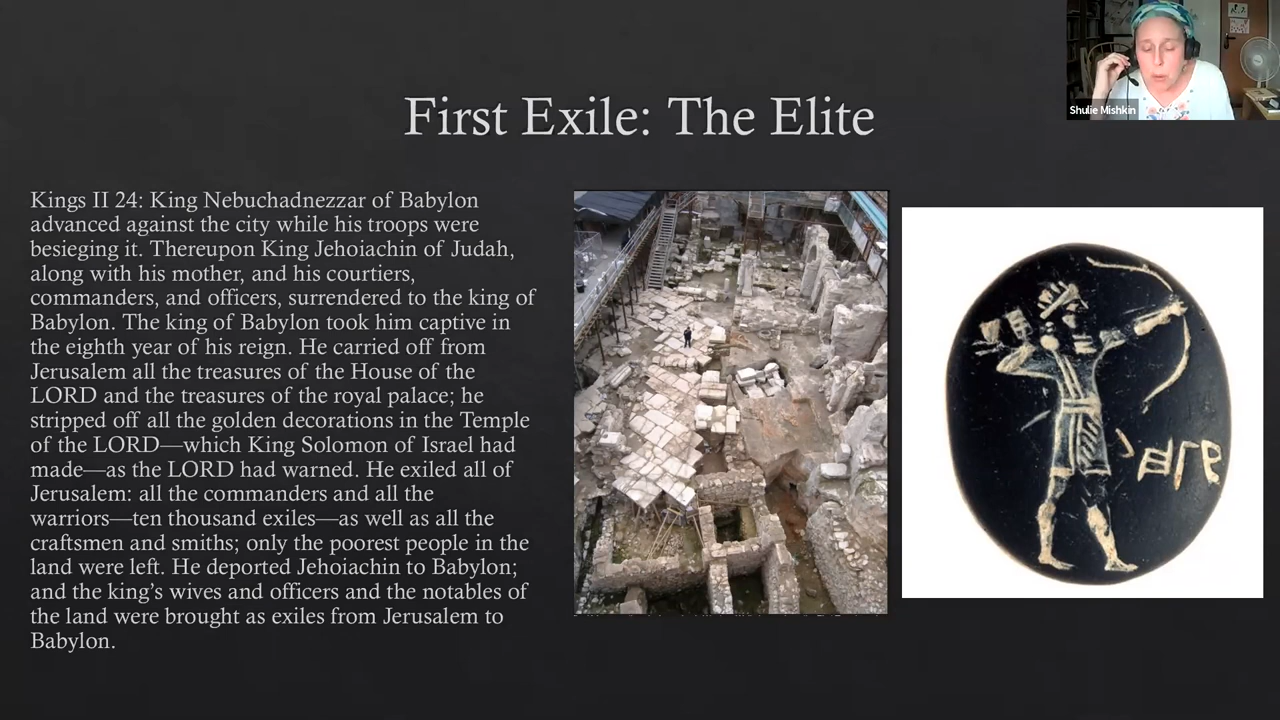 First Exile: The Elite
Kings II 24: King Nebuchadnezzar of Babylon
advanced against the city while his troops were
besieging it. Thereupon King Jehoiachin of Judah,
along with his mother, and his courtiers,
commanders, and officers, surrendered to the king of
Babylon. The king of Babylon took him captive in
the eighth year of his reign. He carried off from
Jerusalem all the treasures of the House of the
LORD and the treasures of the royal palace; he
stripped off all the golden decorations in the Temple
of the LORD—which King Solomon of Israel had
made—as the LORD had warned. He exiled all of
Jerusalem: all the commanders and all the
warriors—ten thousand exiles—as well as all the
craftsmen and smiths; only the poorest people in the
land were left. He deported Jehoiachin to Babylon;
and the king's wives and officers and the notables of
the land were brought as exiles from Jerusalem to
Babylon.
𐤋𐤇𐤂𐤁
Shulie Mishkin